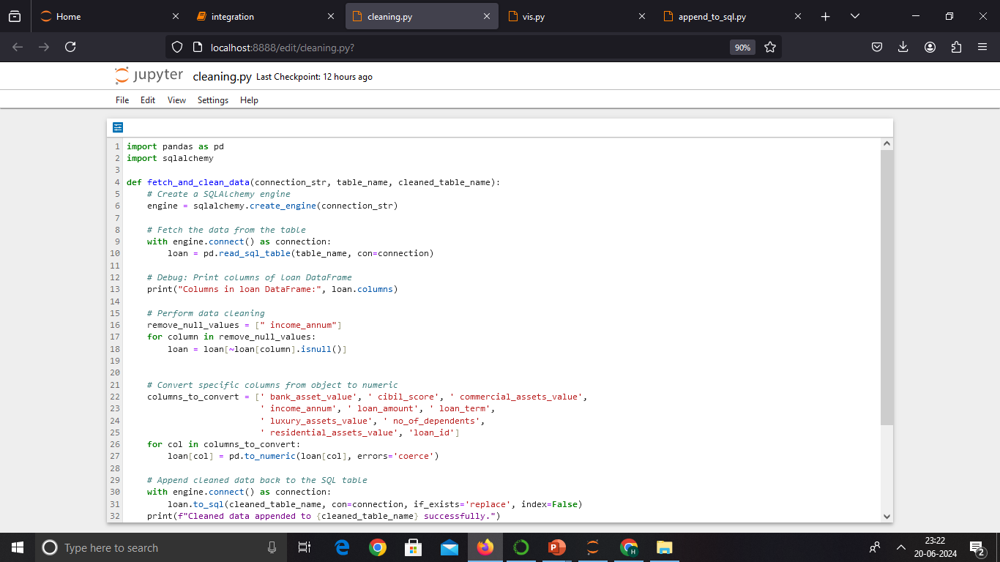 Home
integration
cleaning.py
vis.py
append_to_sql.py
localhost:8888/edit/cleaning.py?
90%
jupyter cleaning.py Last Checkpoint: 12 hours ago
File Edit View Settings Help
1 import pandas as pd
2 import sqlalchemy
3
4 def fetch_and_clean_data(connection_str, table_name, cleaned_table_name):
5     # Create a SQLAlchemy engine
6     engine = sqlalchemy.create_engine(connection_str)
7
8     # Fetch the data from the table
9     with engine.connect() as connection:
10         loan = pd.read_sql_table(table_name, con=connection)
11
12     # Debug: Print columns of loan DataFrame
13     print("Columns in loan DataFrame:", loan.columns)
14
15     # Perform data cleaning
16     remove_null_values = [" income_annum"]
17     for column in remove_null_values:
18         loan = loan[~loan[column].isnull()]
19
20
21     # Convert specific columns from object to numeric
22     columns_to_convert = [' bank_asset_value', ' cibil_score', ' commercial_assets_value',
23                           ' income_annum', ' loan_amount', ' loan_term',
24                           ' luxury_assets_value', ' no_of_dependents',
25                           ' residential_assets_value', 'loan_id']
26     for col in columns_to_convert:
27         loan[col] = pd.to_numeric(loan[col], errors='coerce')
28
29     # Append cleaned data back to the SQL table
30     with engine.connect() as connection:
31         loan.to_sql(cleaned_table_name, con=connection, if_exists='replace', index=False)
32     print(f"Cleaned data appended to {cleaned_table_name} successfully.")
Type here to search
23:22
20-06-2024
2